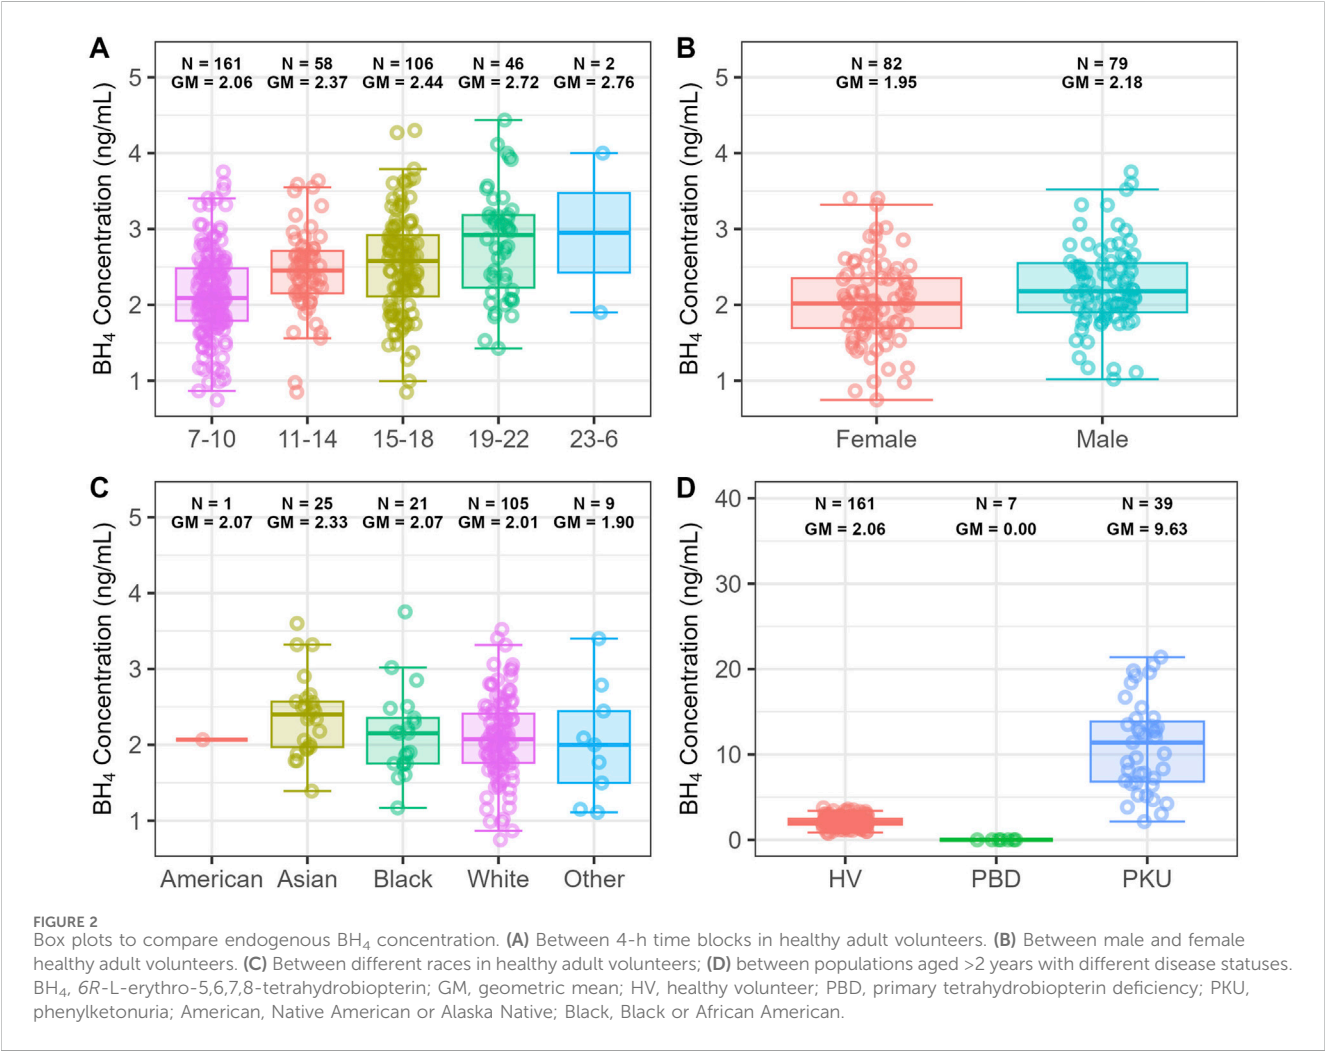 A
B
N = 161 N = 58 N = 106 N = 46 N = 2
GM = 2.06 GM = 2.37 GM = 2.44 GM = 2.72 GM = 2.76
BH4 Concentration (ng/mL)
5
4
3
2
1
7-10 11-14 15-18 19-22 23-6
N = 82 N = 79
GM = 1.95 GM = 2.18
BH4 Concentration (ng/mL)
5
4
3
2
1
Female Male
C
D
N = 1 N = 25 N = 21 N = 105 N = 9
GM = 2.07 GM = 2.33 GM = 2.07 GM = 2.01 GM = 1.90
BH4 Concentration (ng/mL)
5
4
3
2
1
American Asian Black White Other
N = 161 N = 7 N = 39
GM = 2.06 GM = 0.00 GM = 9.63
BH4 Concentration (ng/mL)
40
30
20
10
0
HV PBD PKU
FIGURE 2
Box plots to compare endogenous BH4 concentration. (A) Between 4-h time blocks in healthy adult volunteers. (B) Between male and female
healthy adult volunteers. (C) Between different races in healthy adult volunteers; (D) between populations aged >2 years with different disease statuses.
BH4, 6R-L-erythro-5,6,7,8-tetrahydrobiopterin; GM, geometric mean; HV, healthy volunteer; PBD, primary tetrahydrobiopterin deficiency; PKU,
phenylketonuria; American, Native American or Alaska Native; Black, Black or African American.